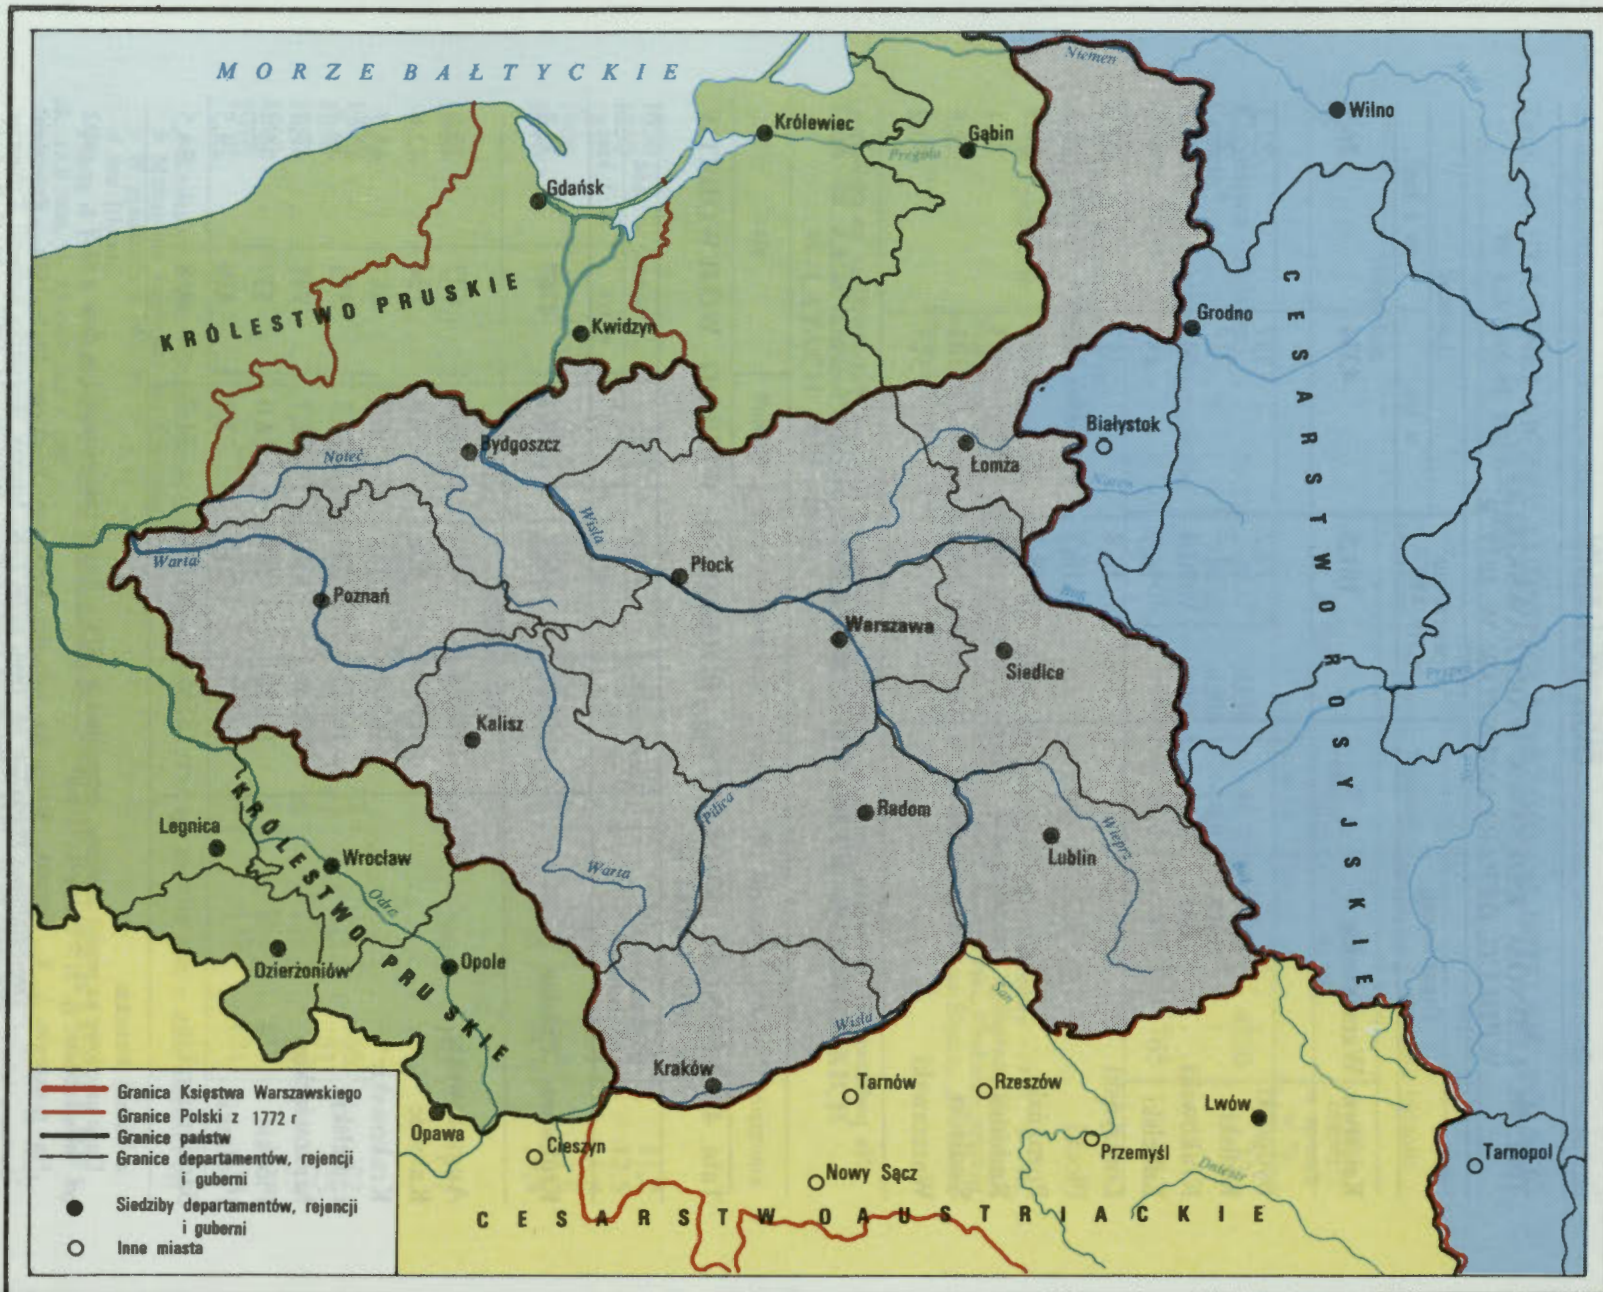 MORZE BAŁTYCKIE
Niemen
Wilno
Królewiec
Gąbin
Pregoła
Gdańsk
KRÓLESTWO PRUSKIE
Kwidzyn
Grodno
CESARSTWO ROSYJSKIE
Białystok
Bydgoszcz
Noteć
Łomża
Narew
Wisła
Warta
Płock
Poznań
Bug
Warszawa
Siedlce
Kalisz
Pilica
Radom
Wieprz
Lublin
Legnica
Wrocław
KRÓLESTWO PRUSKIE
Odra
Warta
Dzierżoniów
Opole
San
Wisła
Kraków
Tarnów
Rzeszów
Lwów
Opawa
Cieszyn
Przemyśl
Tarnopol
Nowy Sącz
Dniestr
CESARSTWO AUSTRIACKIE
Granica Księstwa Warszawskiego
Granice Polski z 1772 r
Granice państw
Granice departamentów, rejencji
i guberni
Siedziby departamentów, rejencji
i guberni
Inne miasta